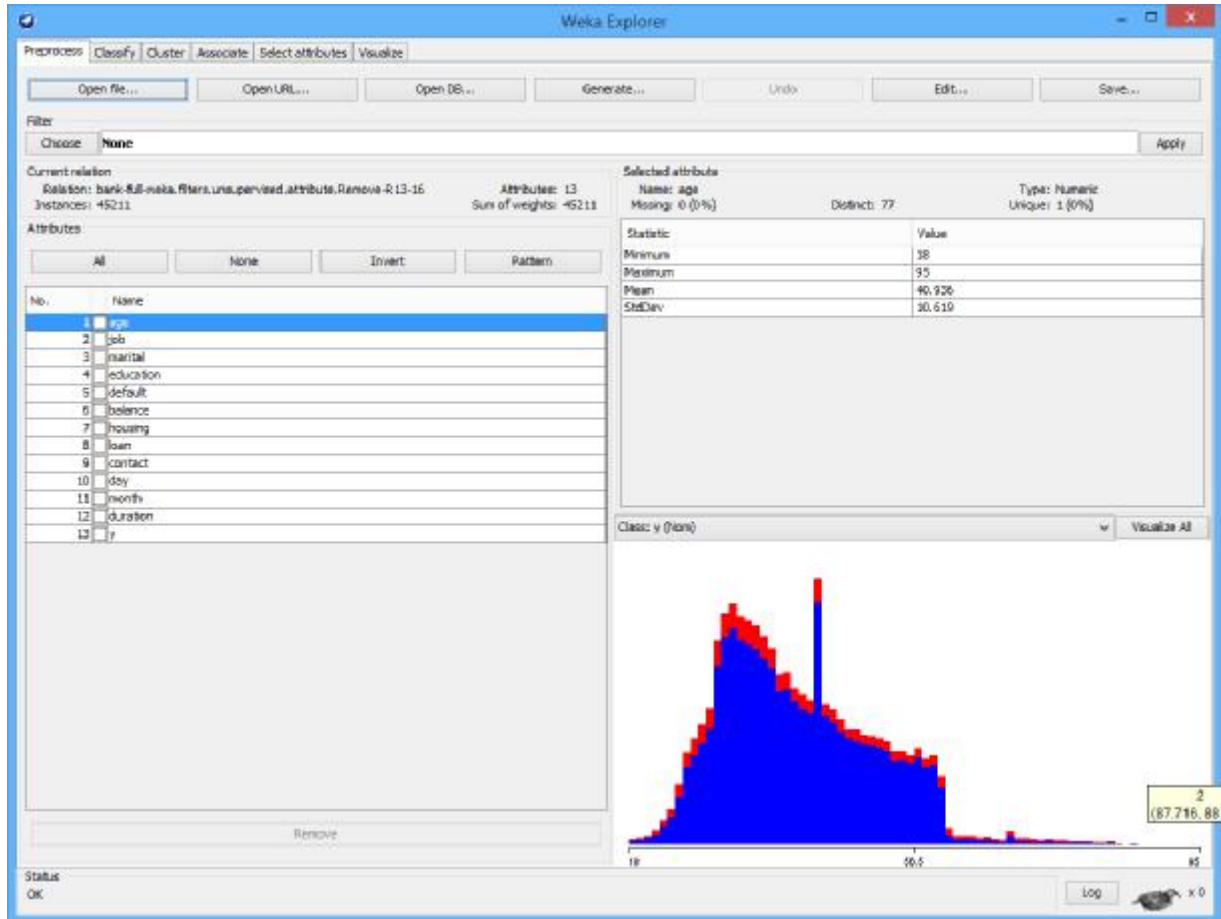 Weka Explorer
Preprocess Classify Cluster Associate Select attributes Visualize
Open file... Open URL... Open DB... Generate... Undo Edit... Save...
Filter
Choose None Apply
Current relation
Relation: bank-full-weka.filters.unsupervised.attribute.Remove-R13-16 Attributes: 13
Instances: 45211 Sum of weights: 45211
Selected attribute
Name: age Type: Numeric
Missing: 0 (0%) Distinct: 77 Unique: 1 (0%)
Attributes
All None Invert Pattern
No. Name
1 age
2 job
3 marital
4 education
5 default
6 balance
7 housing
8 loan
9 contact
10 day
11 month
12 duration
13 y
Remove
Statistic Value
Minimum 18
Maximum 95
Mean 40.936
StdDev 10.619
Class: y (Nom) Visualize All
2
(87.716, 88
18 56.5 95
Status
OK
Log x 0